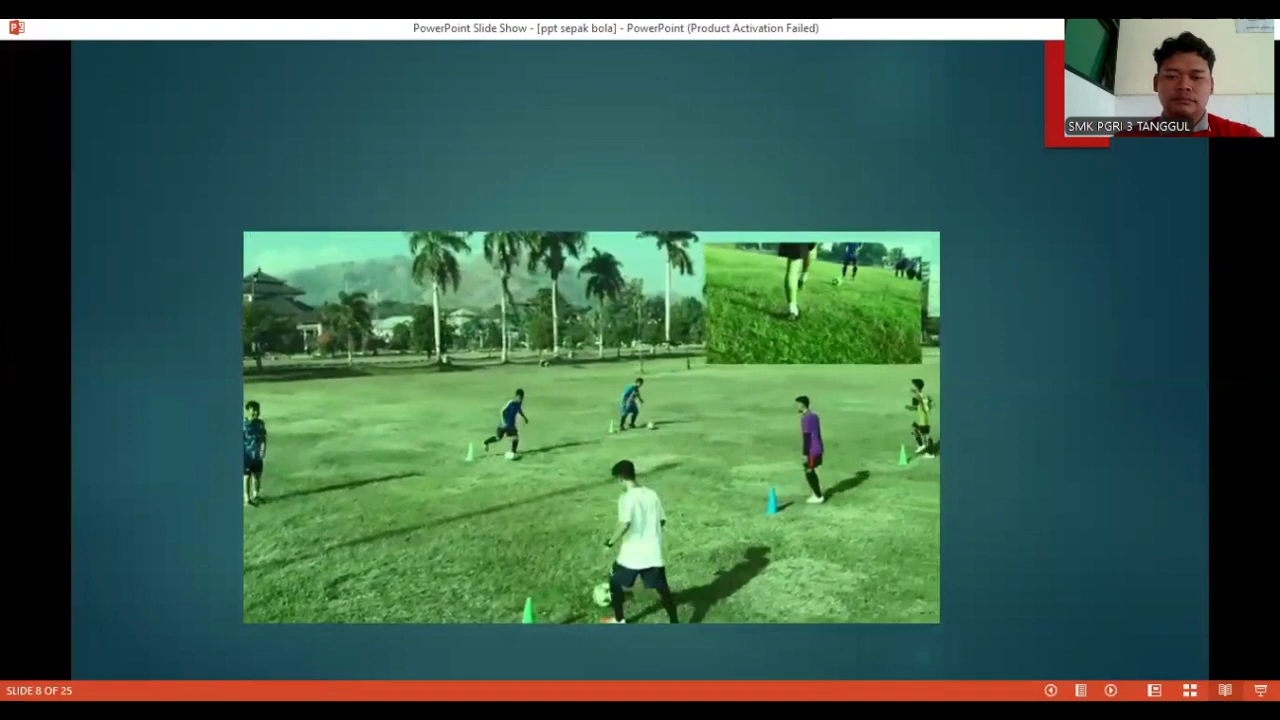 PowerPoint Slide Show - [ppt sepak bola] - PowerPoint (Product Activation Failed)
SMK PGRI 3 TANGGUL
SLIDE 8 OF 25